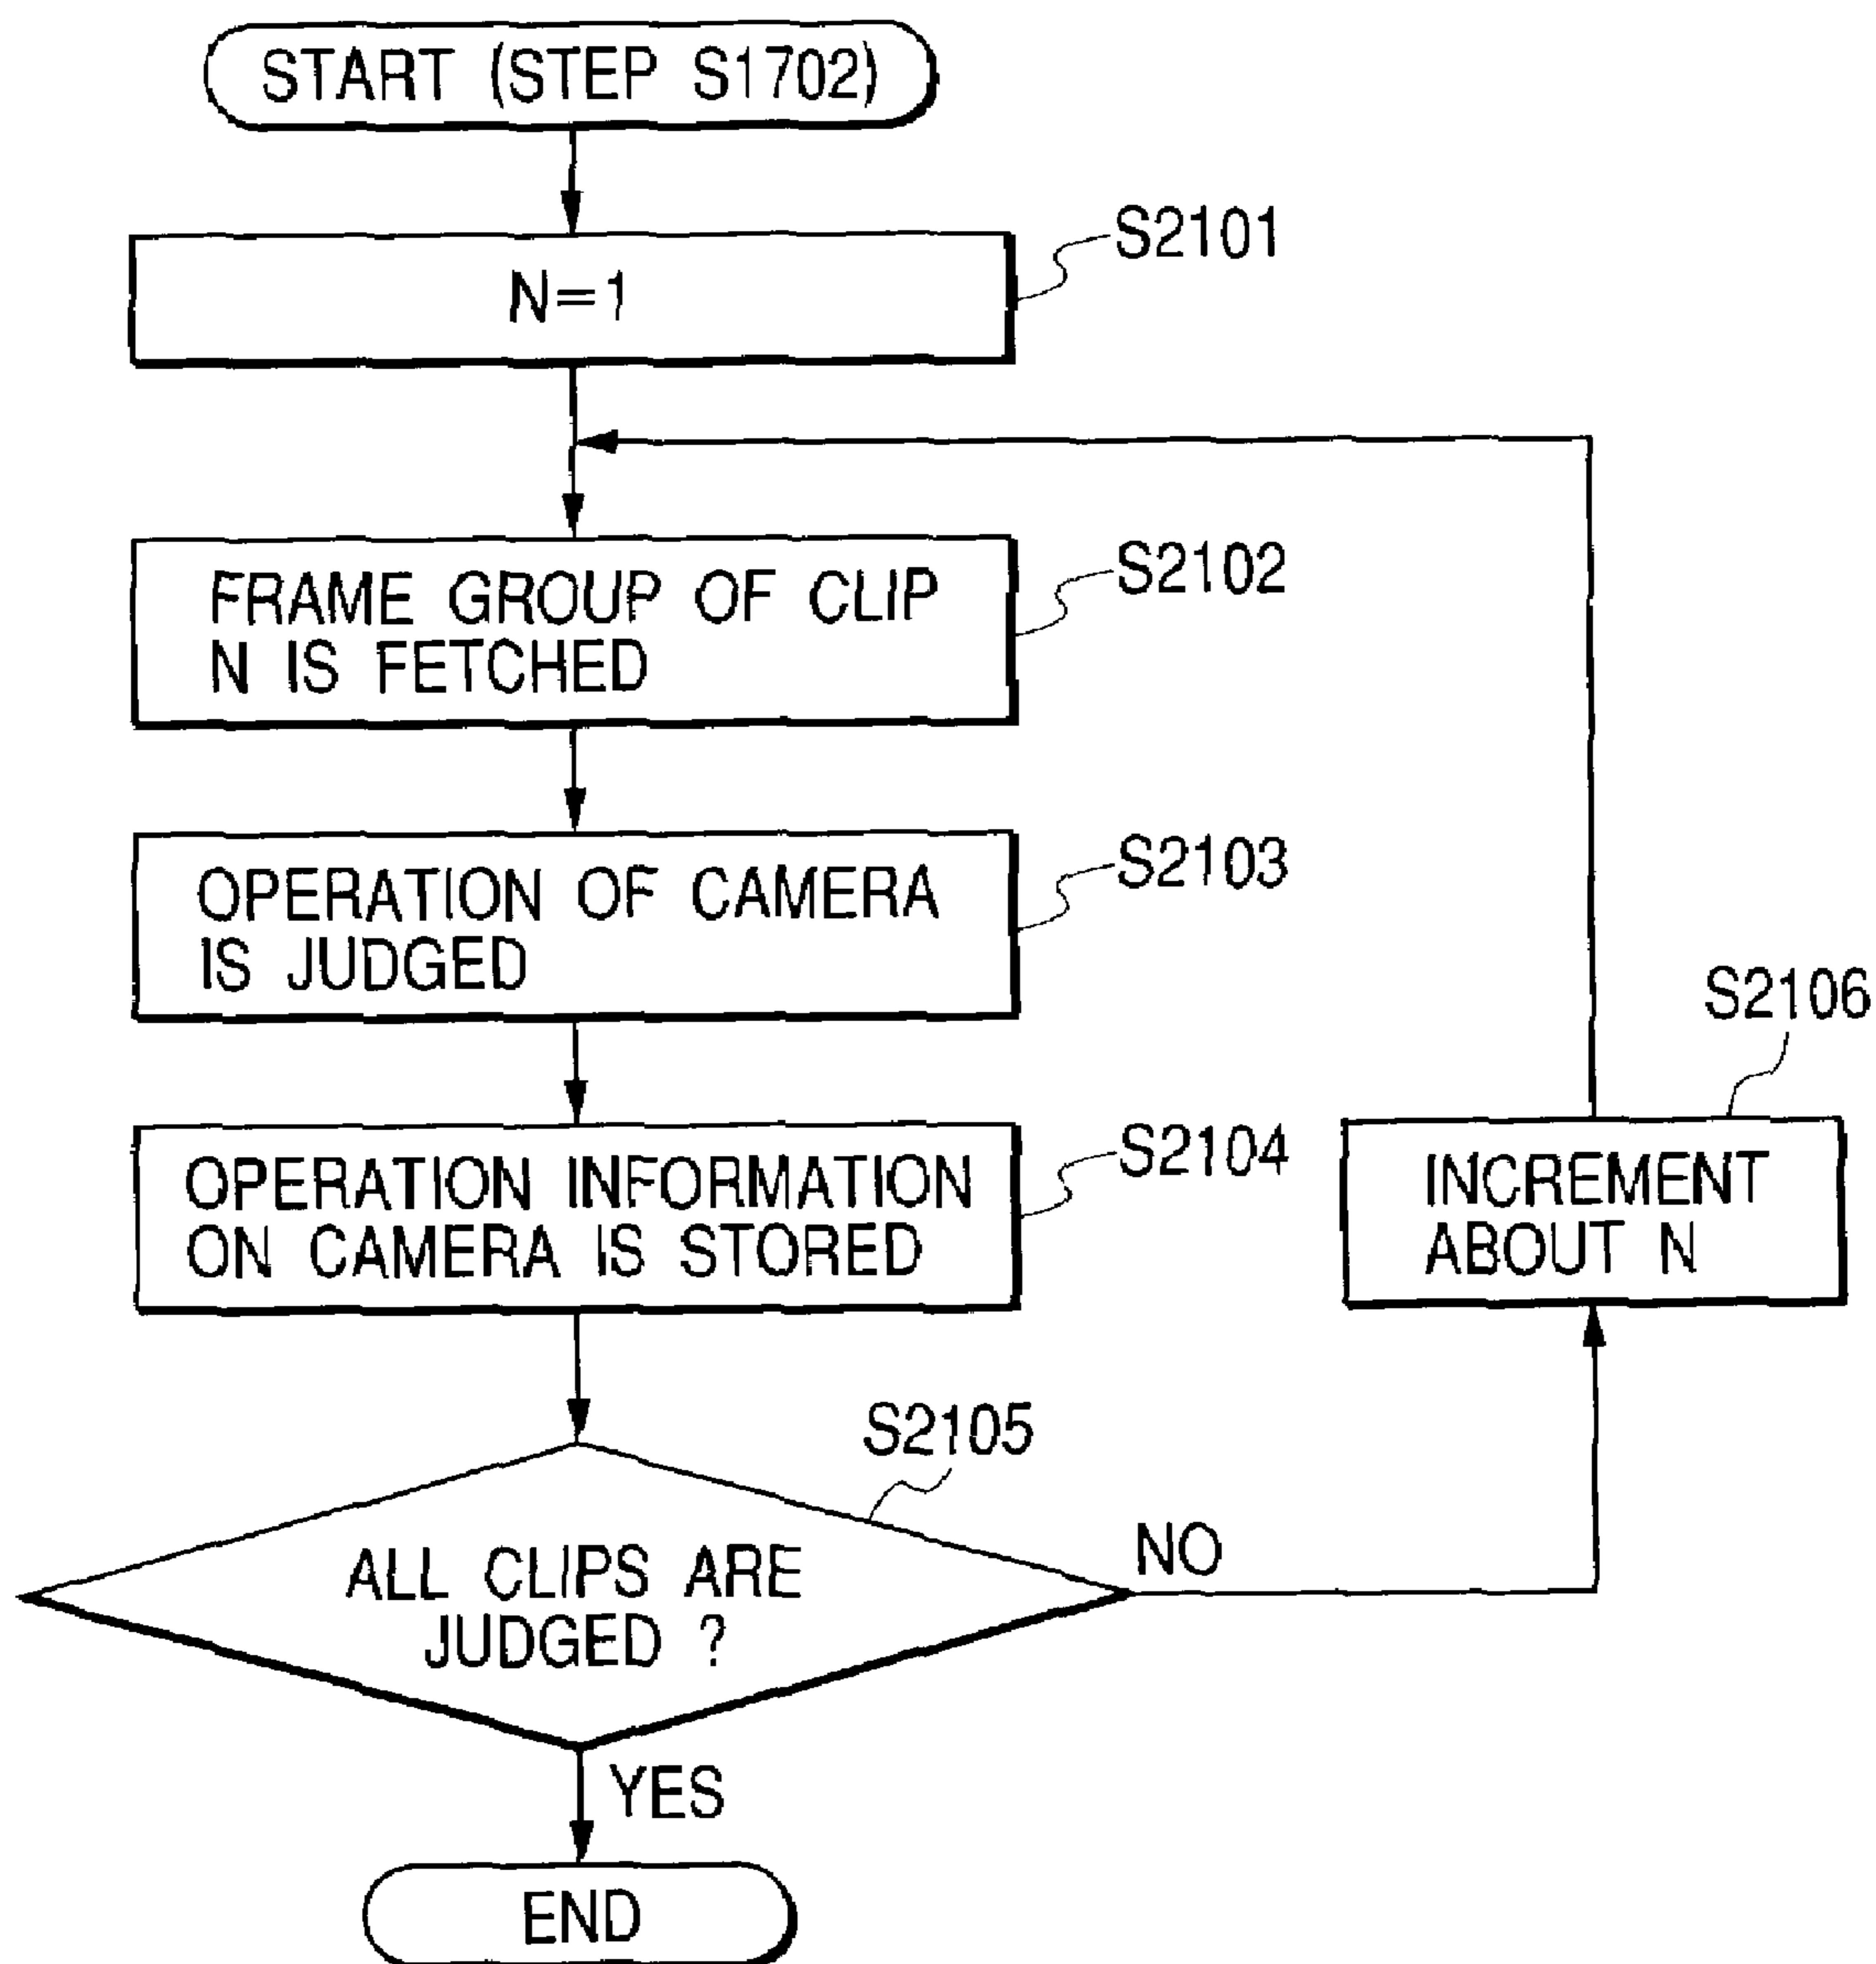 START (STEP S1702)
S2101
N=1
S2102
FRAME GROUP OF CLIP
N IS FETCHED
S2103
OPERATION OF CAMERA
IS JUDGED
S2106
S2104
OPERATION INFORMATION
ON CAMERA IS STORED
INCREMENT
ABOUT N
S2105
ALL CLIPS ARE
JUDGED ?
NO
YES
END